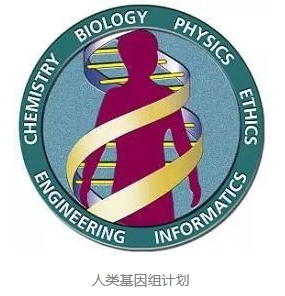 CHEMISTRY BIOLOGY PHYSICS ETHICS
ENGINEERING INFORMATICS
人类基因组计划